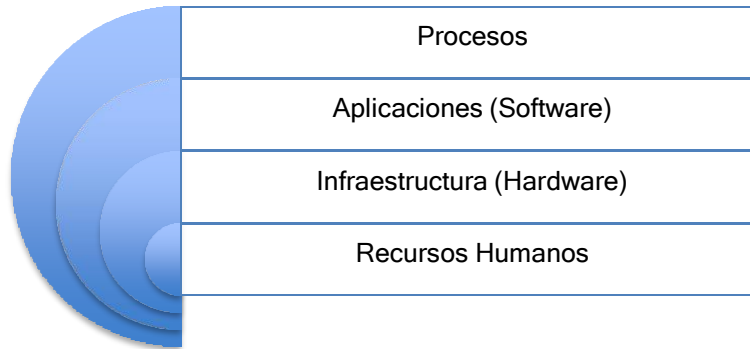 Procesos
Aplicaciones (Software)
Infraestructura (Hardware)
Recursos Humanos